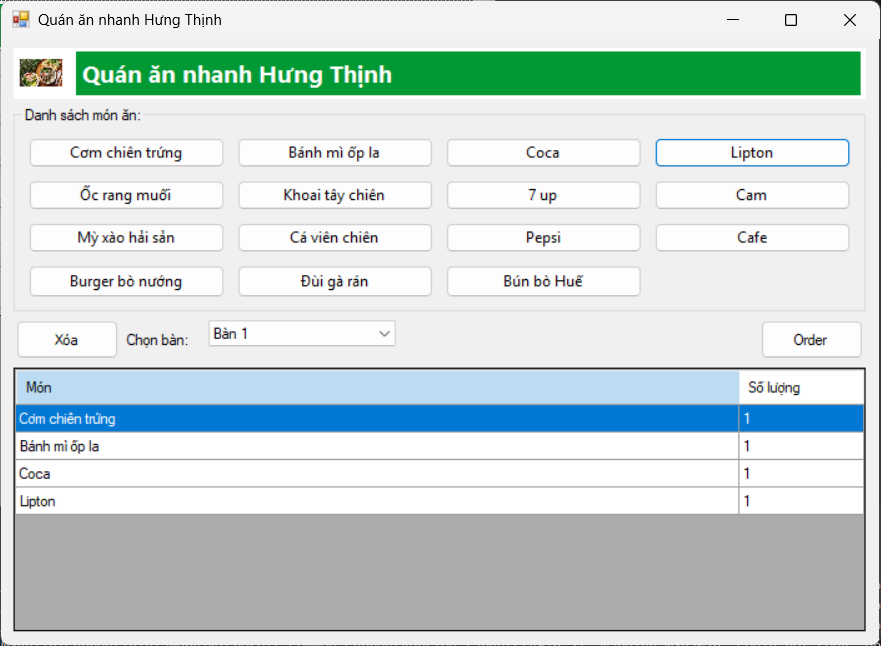 Quán ăn nhanh Hưng Thịnh
Quán ăn nhanh Hưng Thịnh
Danh sách món ăn:
Cơm chiên trứng Bánh mì ốp la Coca Lipton
Ốc rang muối Khoai tây chiên 7 up Cam
Mỳ xào hải sản Cá viên chiên Pepsi Cafe
Burger bò nướng Đùi gà rán Bún bò Huế
Xóa Chọn bàn: Bàn 1 Order
Món Số lượng
Cơm chiên trứng 1
Bánh mì ốp la 1
Coca 1
Lipton 1